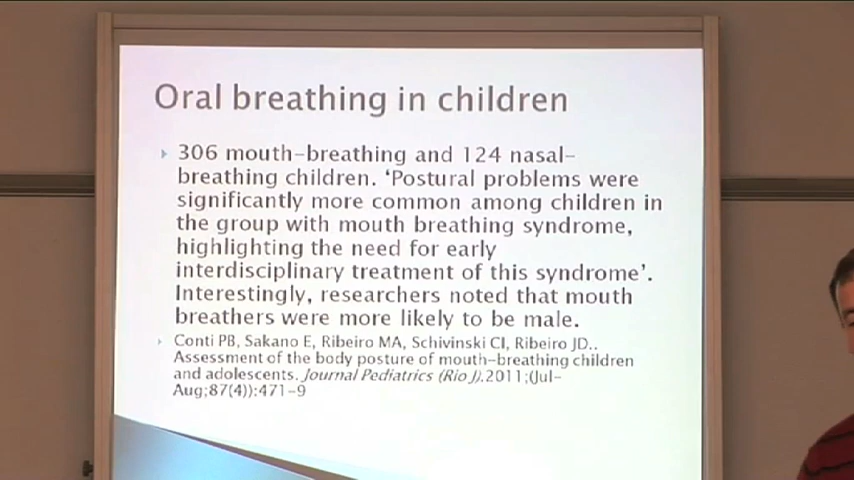 Oral breathing in children
306 mouth-breathing and 124 nasal-
breathing children. 'Postural problems were
significantly more common among children in
the group with mouth breathing syndrome,
highlighting the need for early
interdisciplinary treatment of this syndrome'.
Interestingly, researchers noted that mouth
breathers were more likely to be male.
Conti PB, Sakano E, Ribeiro MA, Schivinski CI, Ribeiro JD..
Assessment of the body posture of mouth-breathing children
and adolescents. Journal Pediatrics (Rio J).2011;(Jul-
Aug;87(4)):471-9